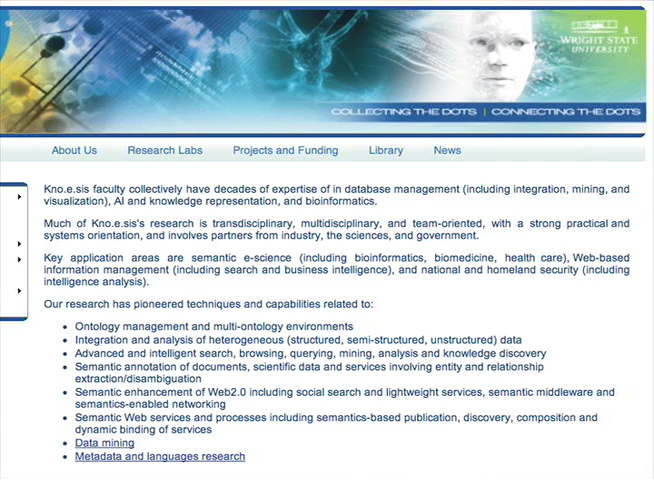 WRIGHT STATE
UNIVERSITY
COLLECTING THE DOTS | CONNECTING THE DOTS
About Us Research Labs Projects and Funding Library News
Kno.e.sis faculty collectively have decades of expertise of in database management (including integration, mining, and
visualization), AI and knowledge representation, and bioinformatics.
Much of Kno.e.sis's research is transdisciplinary, multidisciplinary, and team-oriented, with a strong practical and
systems orientation, and involves partners from industry, the sciences, and government.
Key application areas are semantic e-science (including bioinformatics, biomedicine, health care), Web-based
information management (including search and business intelligence), and national and homeland security (including
intelligence analysis).
Our research has pioneered techniques and capabilities related to:
• Ontology management and multi-ontology environments
• Integration and analysis of heterogeneous (structured, semi-structured, unstructured) data
• Advanced and intelligent search, browsing, querying, mining, analysis and knowledge discovery
• Semantic annotation of documents, scientific data and services involving entity and relationship
extraction/disambiguation
• Semantic enhancement of Web2.0 including social search and lightweight services, semantic middleware and
semantics-enabled networking
• Semantic Web services and processes including semantics-based publication, discovery, composition and
dynamic binding of services
• Data mining
• Metadata and languages research